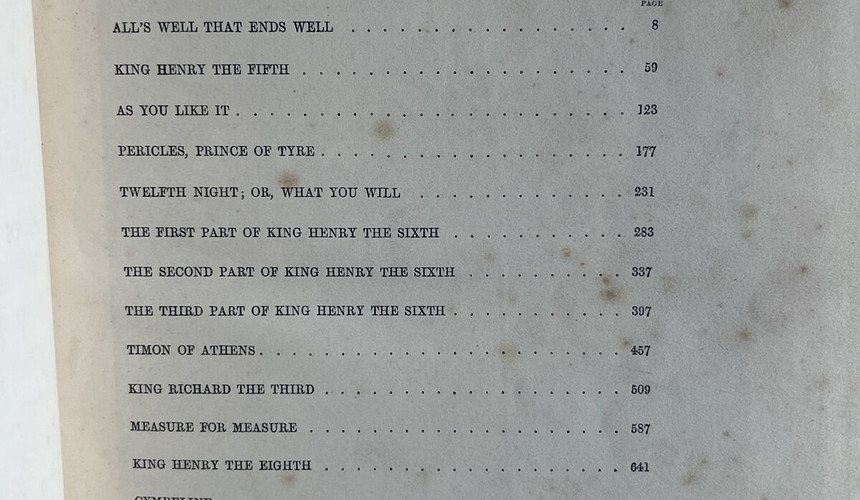 PAGE
ALL'S WELL THAT ENDS WELL . . . . . . . . . . . . . . . . . 8
KING HENRY THE FIFTH . . . . . . . . . . . . . . . . . . . . 59
AS YOU LIKE IT . . . . . . . . . . . . . . . . . . . . . . . . 123
PERICLES, PRINCE OF TYRE . . . . . . . . . . . . . . . . . . . 177
TWELFTH NIGHT; OR, WHAT YOU WILL . . . . . . . . . . . . . 231
THE FIRST PART OF KING HENRY THE SIXTH . . . . . . . . . . . 283
THE SECOND PART OF KING HENRY THE SIXTH . . . . . . . . . . 337
THE THIRD PART OF KING HENRY THE SIXTH . . . . . . . . . . . 397
TIMON OF ATHENS . . . . . . . . . . . . . . . . . . . . . . 457
KING RICHARD THE THIRD . . . . . . . . . . . . . . . . . . 509
MEASURE FOR MEASURE . . . . . . . . . . . . . . . . . . . 587
KING HENRY THE EIGHTH . . . . . . . . . . . . . . . . . . 641